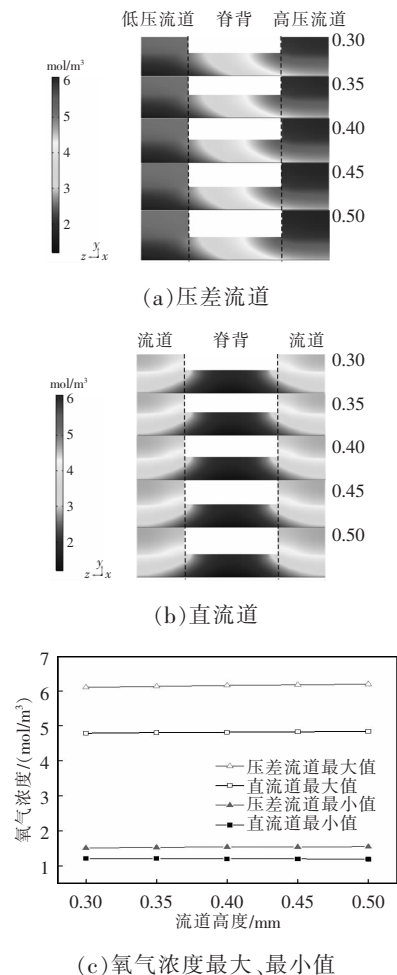 低压流道 脊背 高压流道
mol/m³
6
5
4
3
2
y
z x
0.30
0.35
0.40
0.45
0.50
(a)压差流道
流道 脊背 流道
mol/m³
6
5
4
3
2
y
z x
0.30
0.35
0.40
0.45
0.50
(b)直流道
氧气浓度/(mol/m³)
7
6
5
4
3
2
1
压差流道最大值
直流道最大值
压差流道最小值
直流道最小值
0.30 0.35 0.40 0.45 0.50
流道高度/mm
(c)氧气浓度最大、最小值